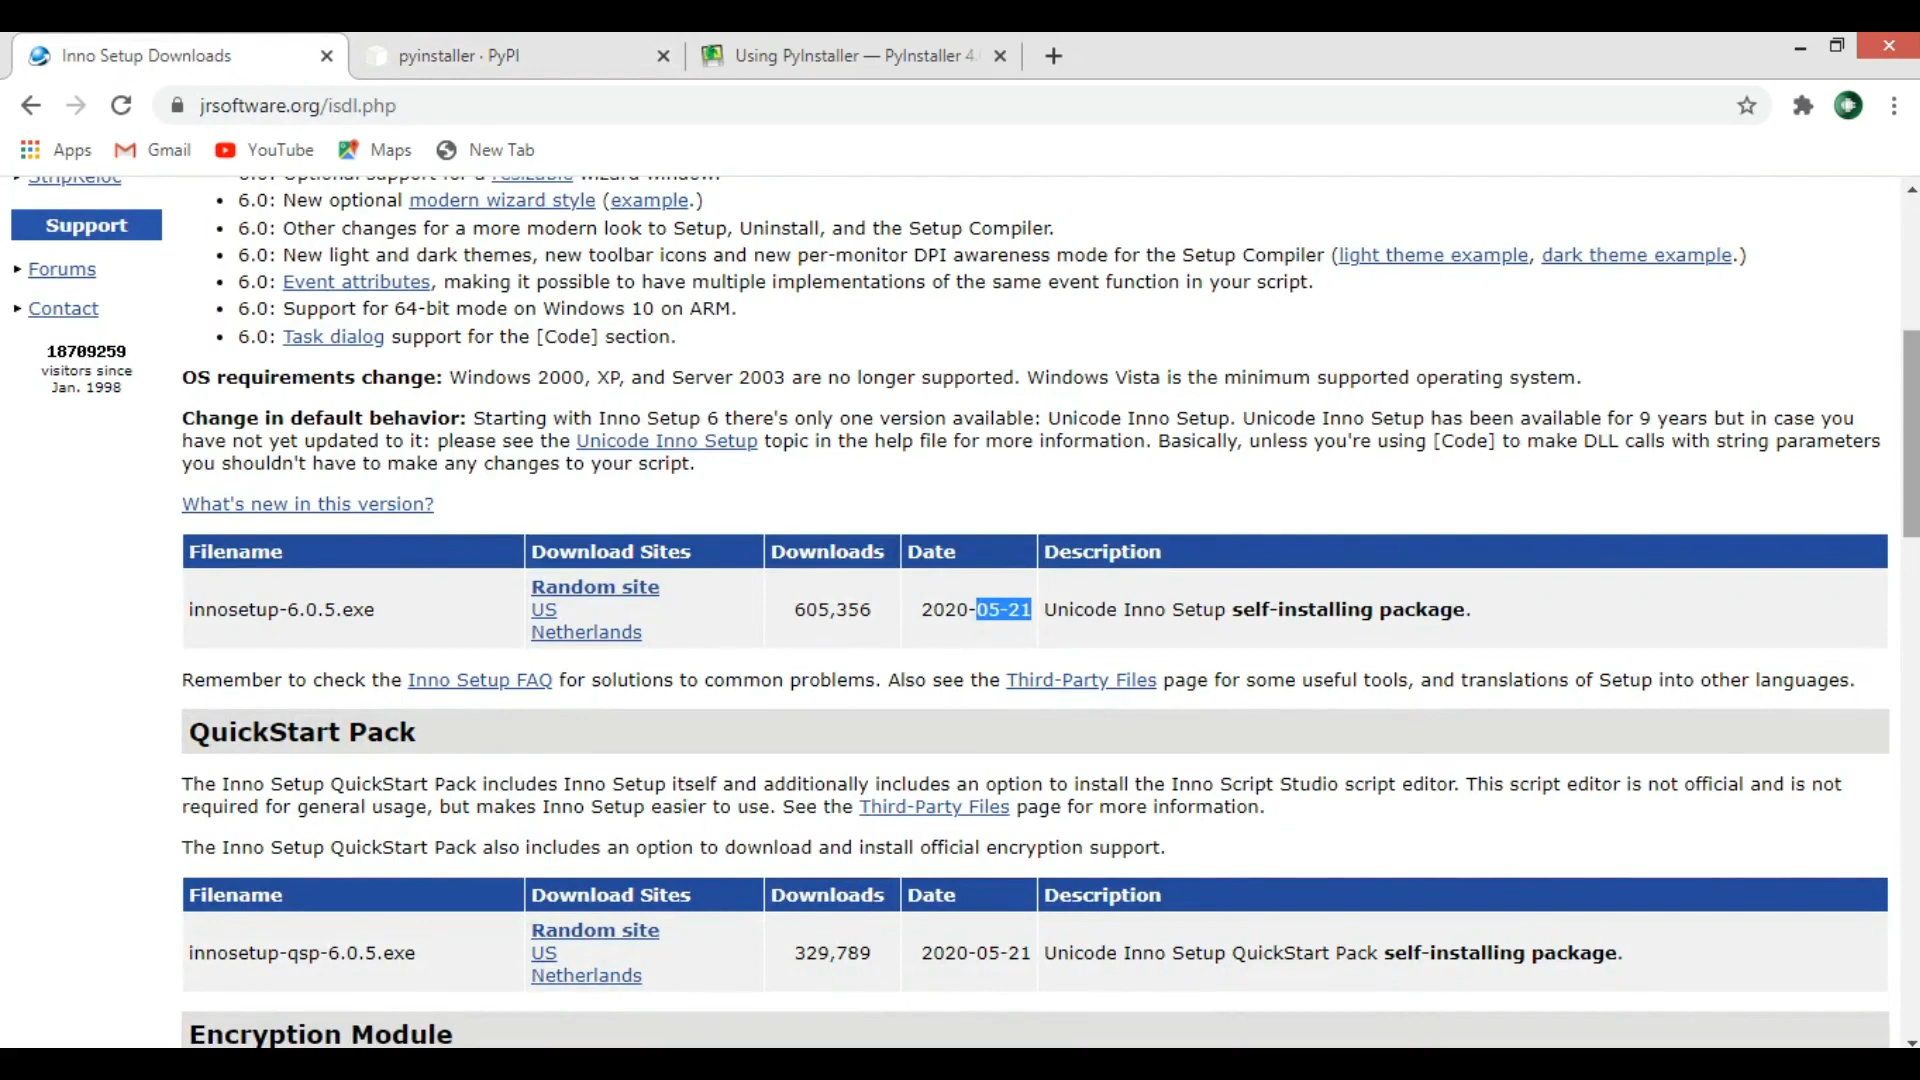 Inno Setup Downloads
pyinstaller · PyPI
Using PyInstaller — PyInstaller 4.
jrsoftware.org/isdl.php
Apps
Gmail
YouTube
Maps
New Tab
StripReloc
Support
Forums
Contact
18709259
visitors since
Jan. 1998
6.0: Optional support for a resizable wizard window.
6.0: New optional modern wizard style (example.)
6.0: Other changes for a more modern look to Setup, Uninstall, and the Setup Compiler.
6.0: New light and dark themes, new toolbar icons and new per-monitor DPI awareness mode for the Setup Compiler (light theme example, dark theme example.)
6.0: Event attributes, making it possible to have multiple implementations of the same event function in your script.
6.0: Support for 64-bit mode on Windows 10 on ARM.
6.0: Task dialog support for the [Code] section.
OS requirements change: Windows 2000, XP, and Server 2003 are no longer supported. Windows Vista is the minimum supported operating system.
Change in default behavior: Starting with Inno Setup 6 there's only one version available: Unicode Inno Setup. Unicode Inno Setup has been available for 9 years but in case you
have not yet updated to it: please see the Unicode Inno Setup topic in the help file for more information. Basically, unless you're using [Code] to make DLL calls with string parameters
you shouldn't have to make any changes to your script.
What's new in this version?
Filename Download Sites Downloads Date Description
Random site
innosetup-6.0.5.exe US 605,356 2020-05-21 Unicode Inno Setup self-installing package.
Netherlands
Remember to check the Inno Setup FAQ for solutions to common problems. Also see the Third-Party Files page for some useful tools, and translations of Setup into other languages.
QuickStart Pack
The Inno Setup QuickStart Pack includes Inno Setup itself and additionally includes an option to install the Inno Script Studio script editor. This script editor is not official and is not
required for general usage, but makes Inno Setup easier to use. See the Third-Party Files page for more information.
The Inno Setup QuickStart Pack also includes an option to download and install official encryption support.
Filename Download Sites Downloads Date Description
Random site
innosetup-qsp-6.0.5.exe US 329,789 2020-05-21 Unicode Inno Setup QuickStart Pack self-installing package.
Netherlands
Encryption Module